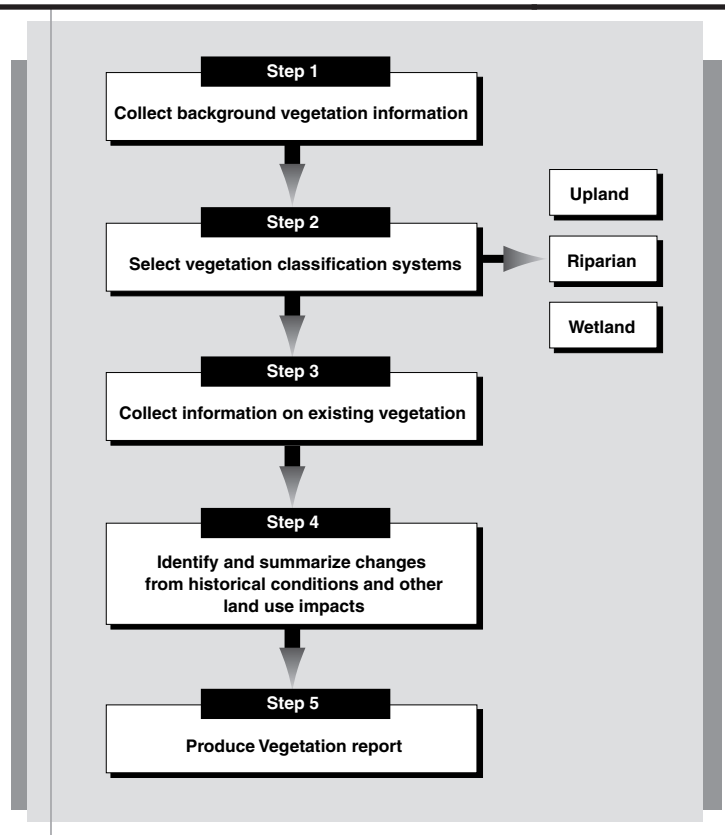 Step 1
Collect background vegetation information
Step 2
Select vegetation classification systems
Upland
Riparian
Wetland
Step 3
Collect information on existing vegetation
Step 4
Identify and summarize changes
from historical conditions and other
land use impacts
Step 5
Produce Vegetation report